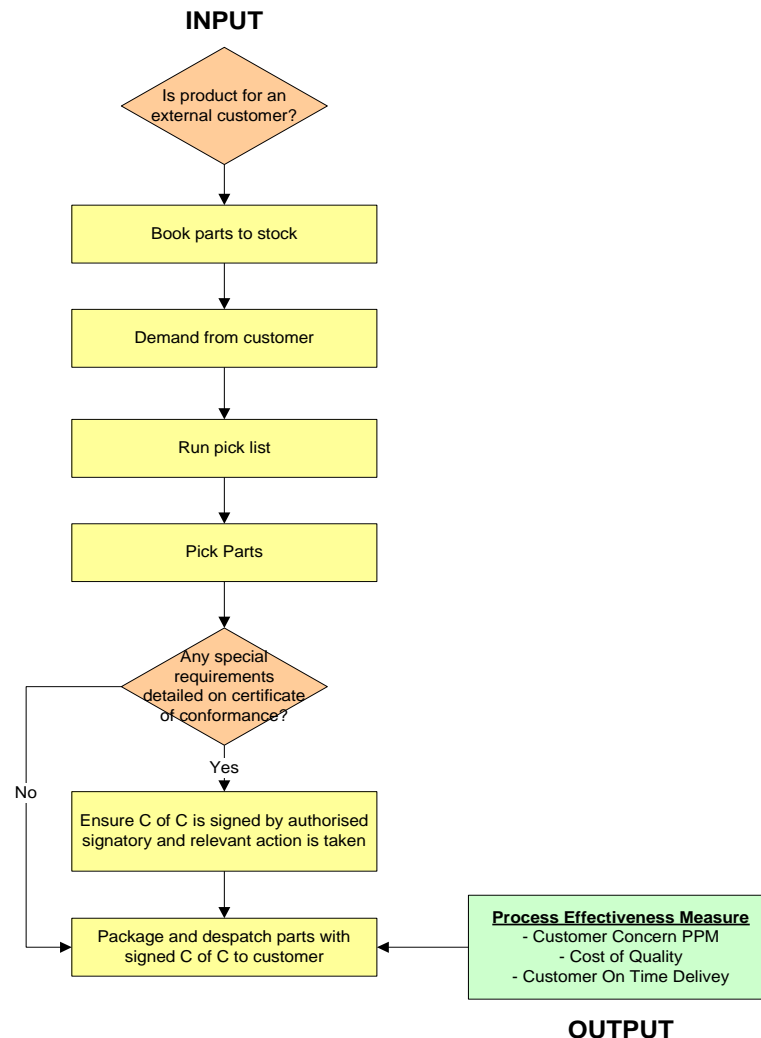 INPUT
Is product for an
external customer?
Book parts to stock
Demand from customer
Run pick list
Pick Parts
Any special
requirements
detailed on certificate
of conformance?
Yes
No
Ensure C of C is signed by authorised
signatory and relevant action is taken
Package and despatch parts with
signed C of C to customer
Process Effectiveness Measure
- Customer Concern PPM
- Cost of Quality
- Customer On Time Delivey
OUTPUT